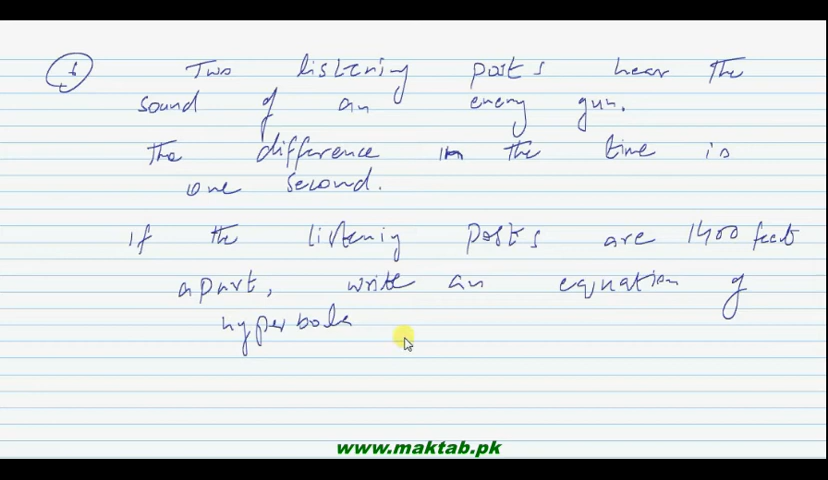 6
Two listening posts hear the
sound of an enemy gun.
The difference in the time is
one second.
If the listening posts are 1400 feet
apart, write an equation of
hyperbola
www.maktab.pk